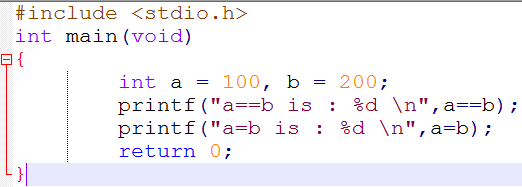 #include <stdio.h>
int main(void)
{
int a = 100, b = 200;
printf("a==b is : %d \n",a==b);
printf("a=b is : %d \n",a=b);
return 0;
}